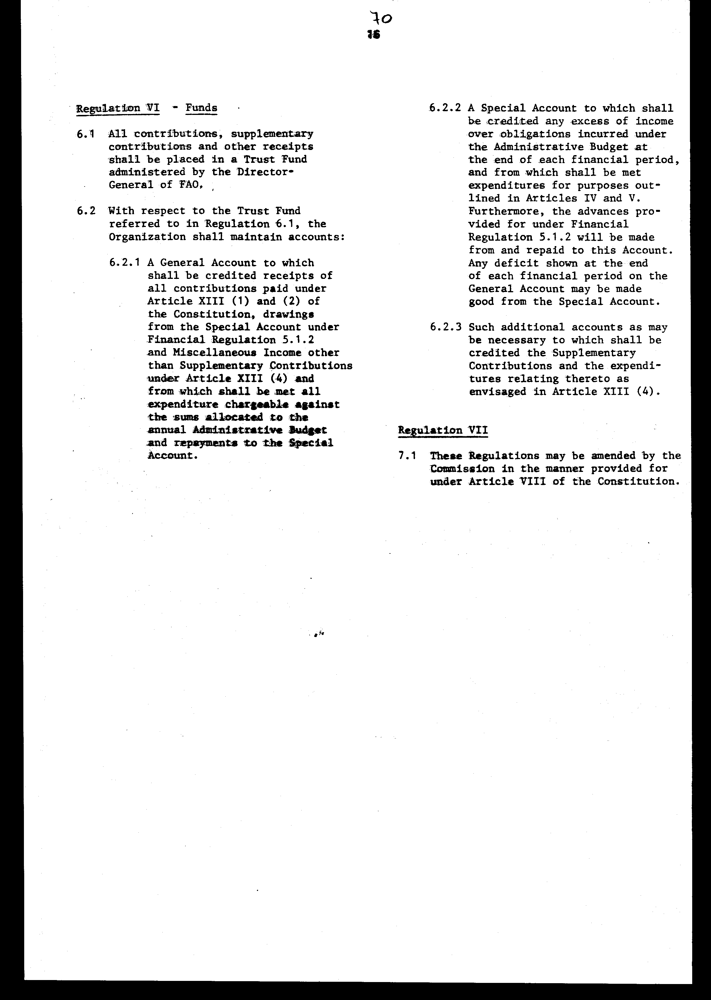 70
16
Regulation VI - Funds
6.1 All contributions, supplementary
contributions and other receipts
shall be placed in a Trust Fund
administered by the Director-
General of FAO.
6.2 With respect to the Trust Fund
referred to in Regulation 6.1, the
Organization shall maintain accounts:
6.2.1 A General Account to which
shall be credited receipts of
all contributions paid under
Article XIII (1) and (2) of
the Constitution, drawings
from the Special Account under
Financial Regulation 5.1.2
and Miscellaneous Income other
than Supplementary Contributions
under Article XIII (4) and
from which shall be met all
expenditure chargeable against
the sums allocated to the
annual Administrative Budget
and repayments to the Special
Account.
6.2.2 A Special Account to which shall
be credited any excess of income
over obligations incurred under
the Administrative Budget at
the end of each financial period,
and from which shall be met
expenditures for purposes out-
lined in Articles IV and V.
Furthermore, the advances pro-
vided for under Financial
Regulation 5.1.2 will be made
from and repaid to this Account.
Any deficit shown at the end
of each financial period on the
General Account may be made
good from the Special Account.
6.2.3 Such additional accounts as may
be necessary to which shall be
credited the Supplementary
Contributions and the expendi-
tures relating thereto as
envisaged in Article XIII (4).
Regulation VII
7.1 These Regulations may be amended by the
Commission in the manner provided for
under Article VIII of the Constitution.